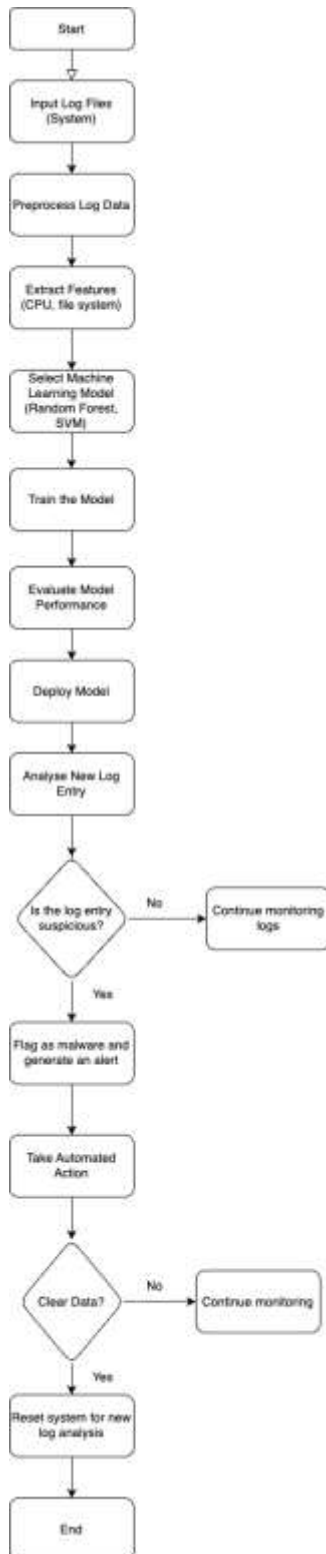 Start
Input Log Files
(System)
Preprocess Log Data
Extract Features
(CPU, file system)
Select Machine
Learning Model
(Random Forest,
SVM)
Train the Model
Evaluate Model
Performance
Deploy Model
Analyse New Log
Entry
Is the log entry
suspicious?
No
Continue monitoring
logs
Yes
Flag as malware and
generate an alert
Take Automated
Action
Clear Data?
No
Continue monitoring
Yes
Reset system for new
log analysis
End